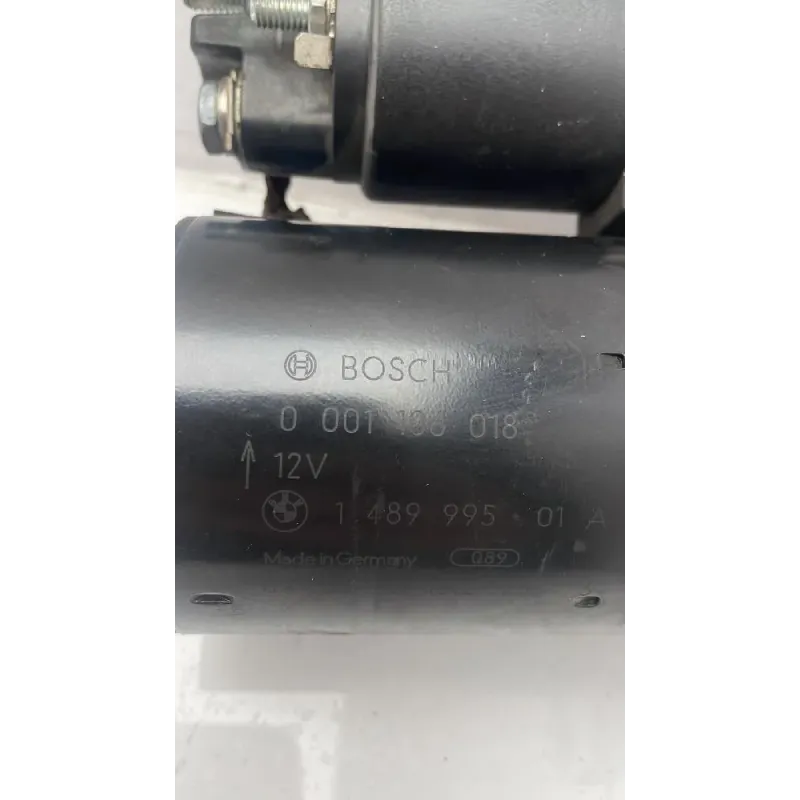 BOSCH
0 001 108 018
12V
1 489 995 01 A
Made in Germany 089